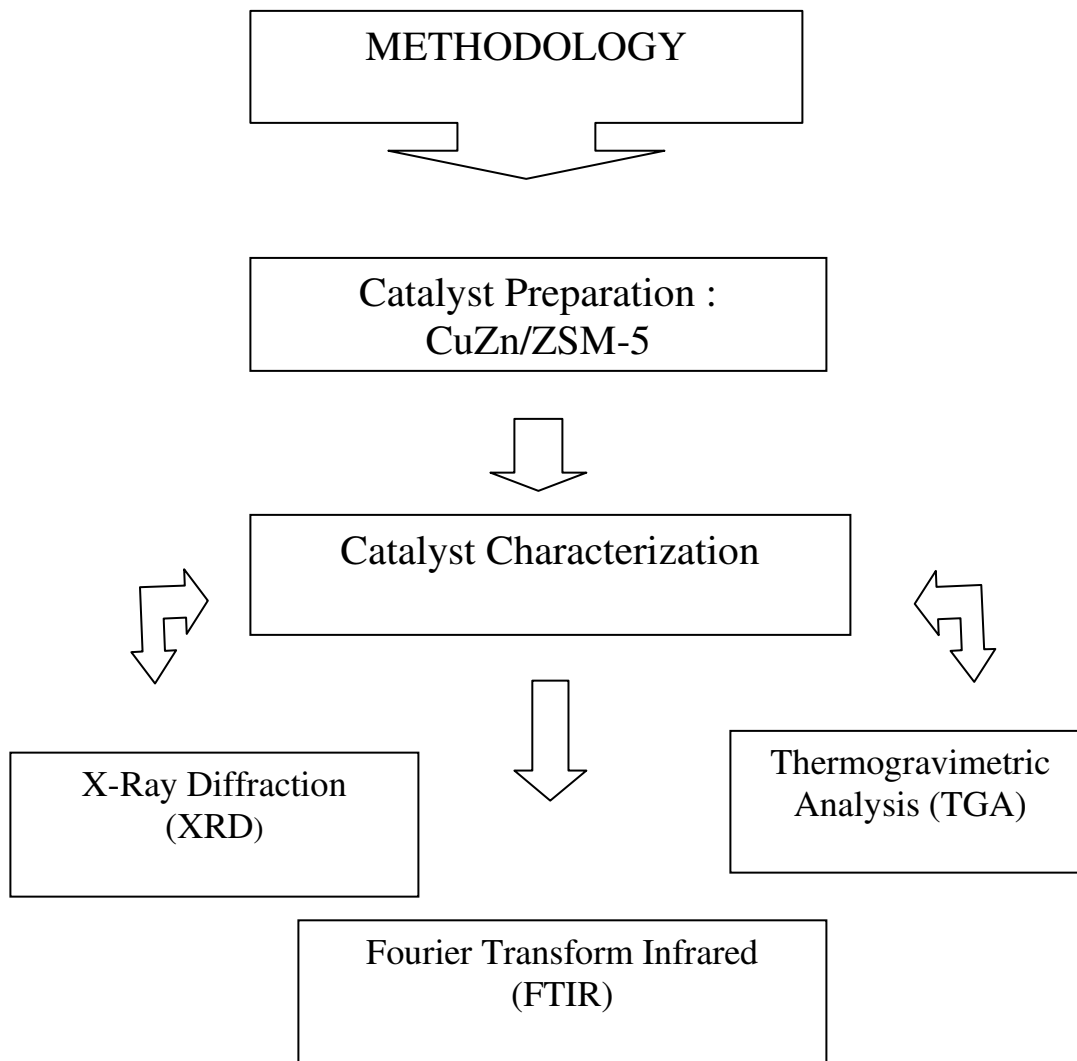 METHODOLOGY
Catalyst Preparation :
CuZn/ZSM-5
Catalyst Characterization
X-Ray Diffraction
(XRD)
Thermogravimetric
Analysis (TGA)
Fourier Transform Infrared
(FTIR)